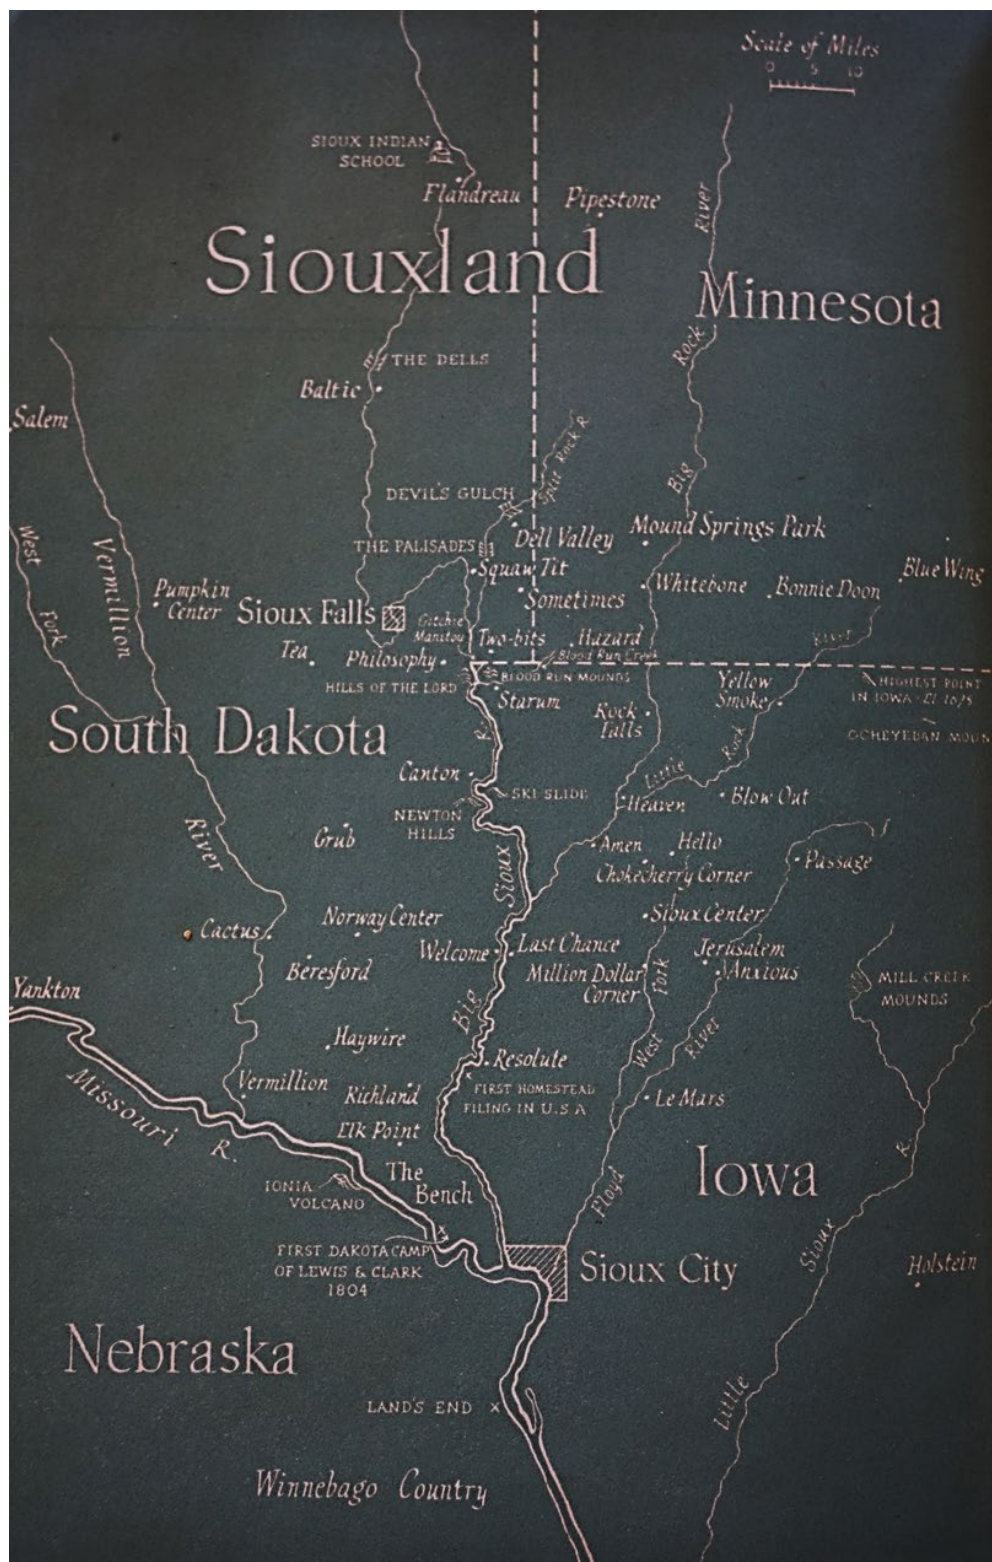 Scale of Miles
0 5 10
SIOUX INDIAN
SCHOOL
Flandreau
Pipestone
River
Siouxland
Minnesota
Rock
THE DELLS
Baltic
Salem
Split Rock R.
Big
DEVIL'S GULCH
Mound Springs Park
Dell Valley
THE PALISADES
West
Vermillion
Squaw Tit
Blue Wing
Whitebone
Bonnie Doon
Pumpkin
Center
Sometimes
Sioux Falls
Fork
Gitchie
Manitou
Two-bits
Hazard
River
Tea
Philosophy
Blood Run Creek
BLOOD RUN MOUNDS
HILLS OF THE LORD
Yellow
Smoke
HIGHEST POINT
IN IOWA - El 1675
Starum
Rock
Falls
South Dakota
R.
Rock
OCHEYEDAN MOUN
Canton
Little
SKI SLIDE
Heaven
Blow Out
NEWTON
HILLS
River
Grub
Amen
Hello
Sioux
Chokecherry Corner
Passage
Norway Center
Sioux Center
Cactus
Welcome
Last Chance
Jerusalem
Beresford
Million Dollar
Corner
Fork
Anxious
MILL CREEK
MOUNDS
Yankton
Big
Haywire
West
River
Resolute
Vermillion
Richland
FIRST HOMESTEAD
FILING IN U.S.A
Le Mars
Missouri
R.
Elk Point
R.
The
Bench
IONIA
VOLCANO
Iowa
Floyd
FIRST DAKOTA CAMP
OF LEWIS & CLARK
1804
Sioux City
Sioux
Holstein
Nebraska
LAND'S END
Little
Winnebago Country